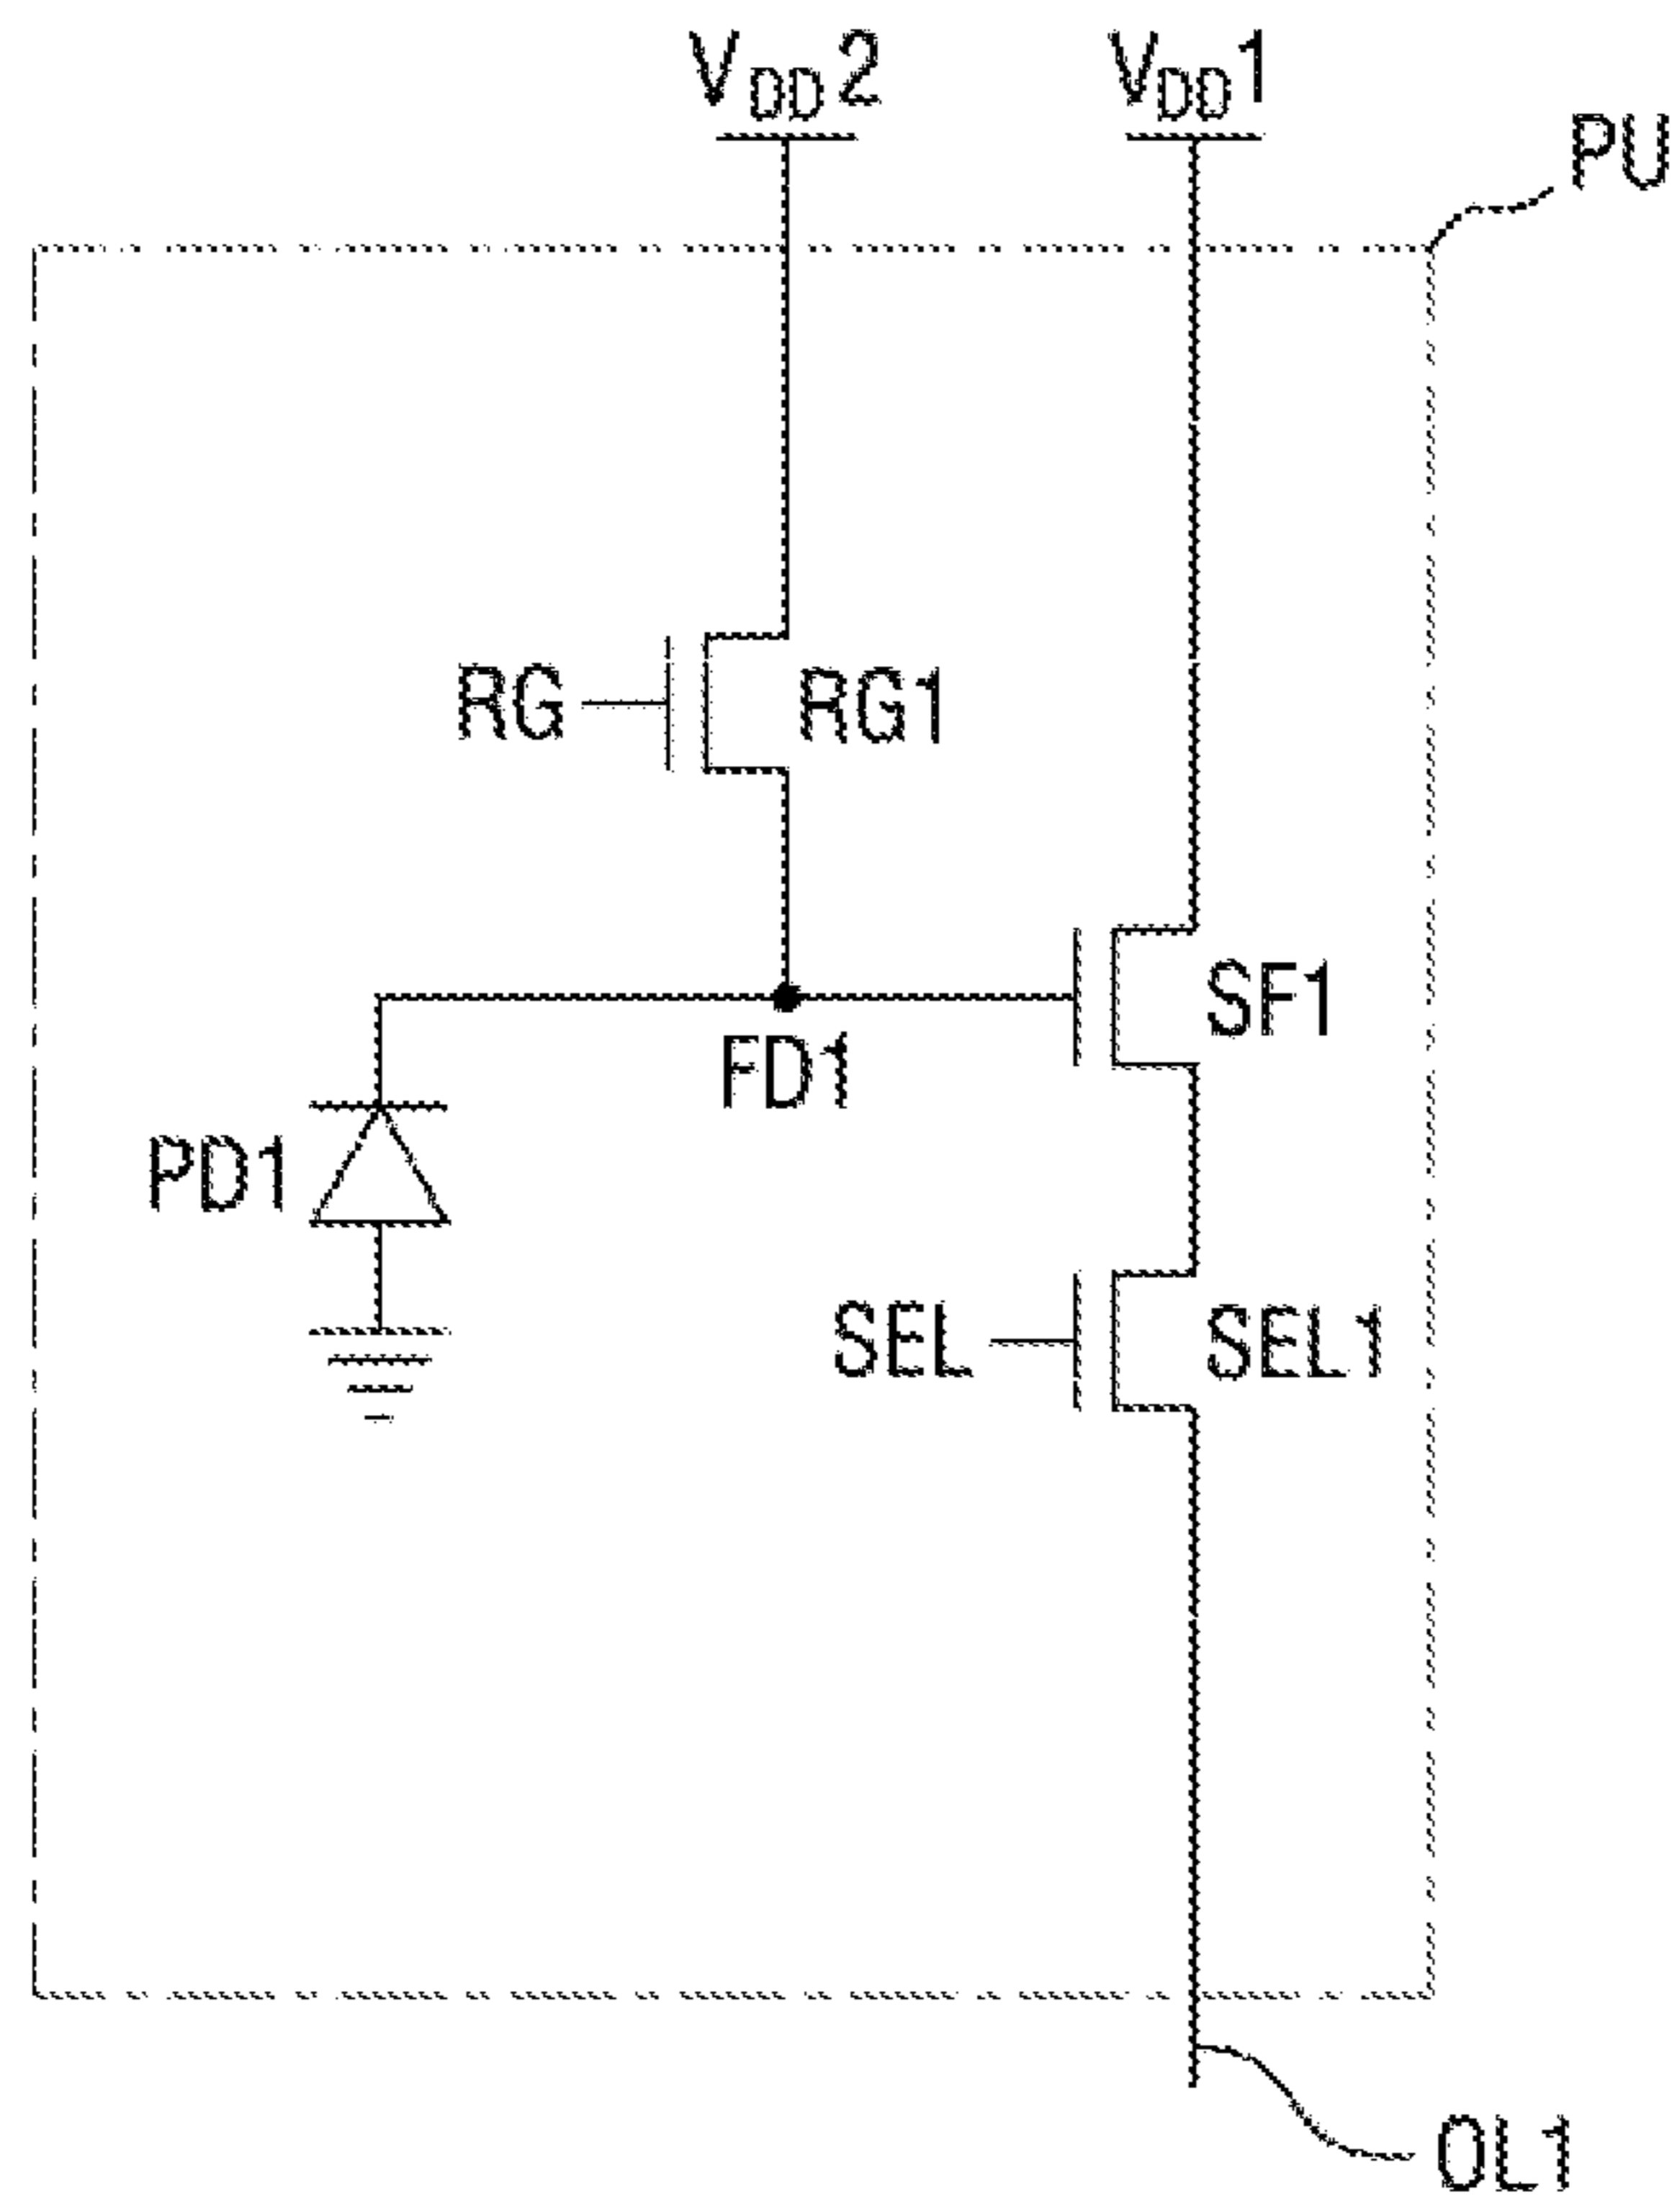 VDD2
VDD1
PU
RG
RG1
SF1
FD1
PD1
SEL
SEL1
OL1